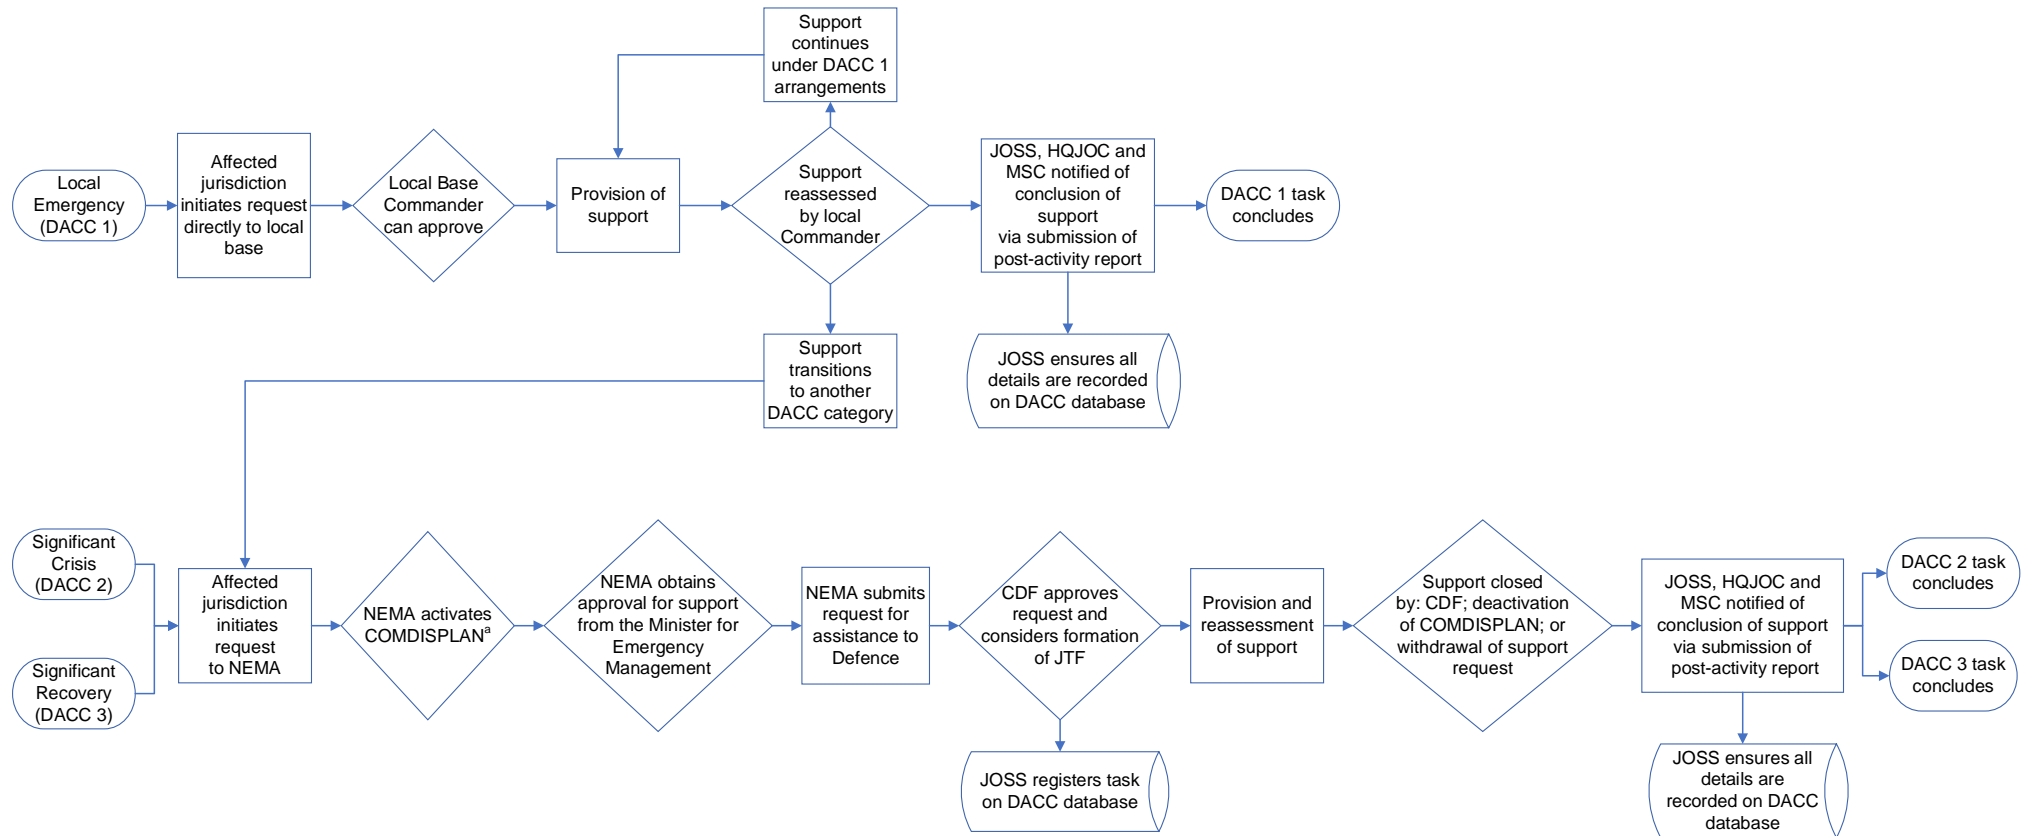 Support
continues
under DACC 1
arrangements
Local
Emergency
(DACC 1)
Affected
jurisdiction
initiates request
directly to local
base
Local Base
Commander
can approve
Provision of
support
Support
reassessed
by local
Commander
JOSS, HQJOC and
MSC notified of
conclusion of
support
via submission of
post-activity report
DACC 1 task
concludes
Support
transitions
to another
DACC category
JOSS ensures all
details are recorded
on DACC database
Significant
Crisis
(DACC 2)
Significant
Recovery
(DACC 3)
Affected
jurisdiction
initiates
request
to NEMA
NEMA activates
COMDISPLANᵃ
NEMA obtains
approval for support
from the Minister for
Emergency
Management
NEMA submits
request for
assistance to
Defence
CDF approves
request and
considers formation
of JTF
JOSS registers task
on DACC database
Provision and
reassessment
of support
Support closed
by: CDF; deactivation
of COMDISPLAN; or
withdrawal of support
request
JOSS, HQJOC and
MSC notified of
conclusion of support
via submission of
post-activity report
DACC 2 task
concludes
DACC 3 task
concludes
JOSS ensures all
details are
recorded on DACC
database